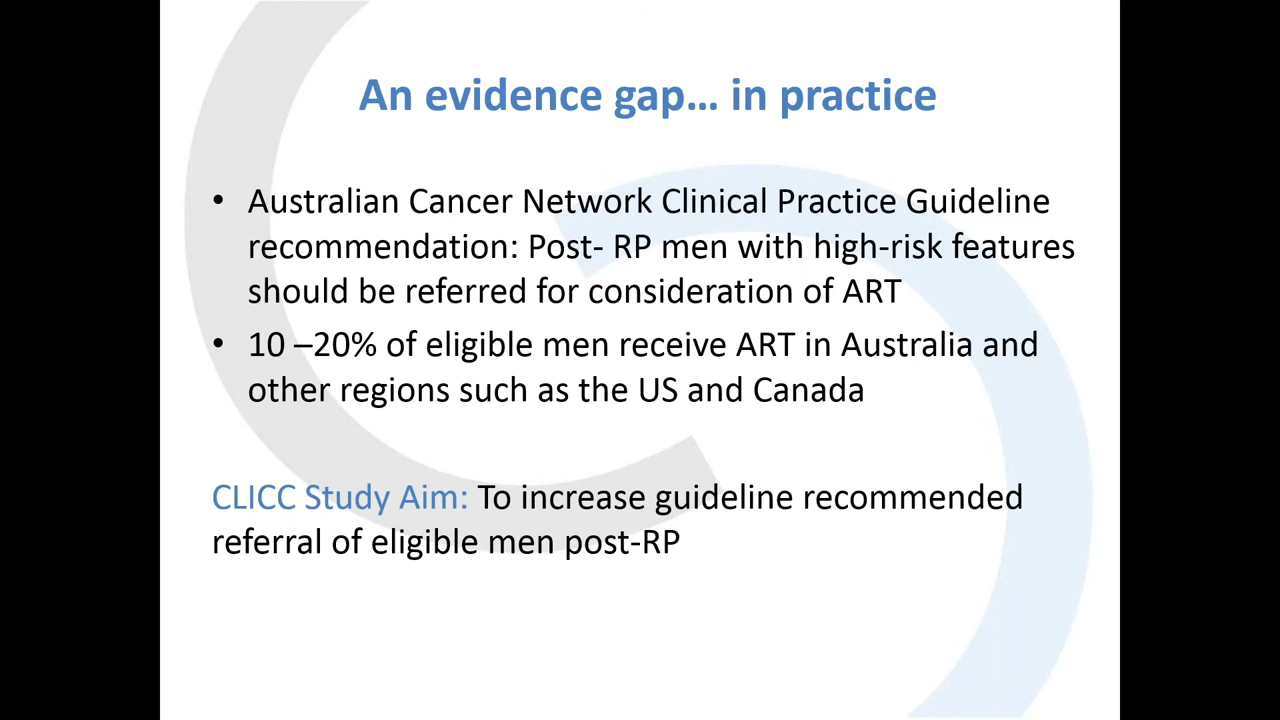 An evidence gap… in practice
• Australian Cancer Network Clinical Practice Guideline
recommendation: Post- RP men with high-risk features
should be referred for consideration of ART
• 10 –20% of eligible men receive ART in Australia and
other regions such as the US and Canada
CLICC Study Aim: To increase guideline recommended
referral of eligible men post-RP